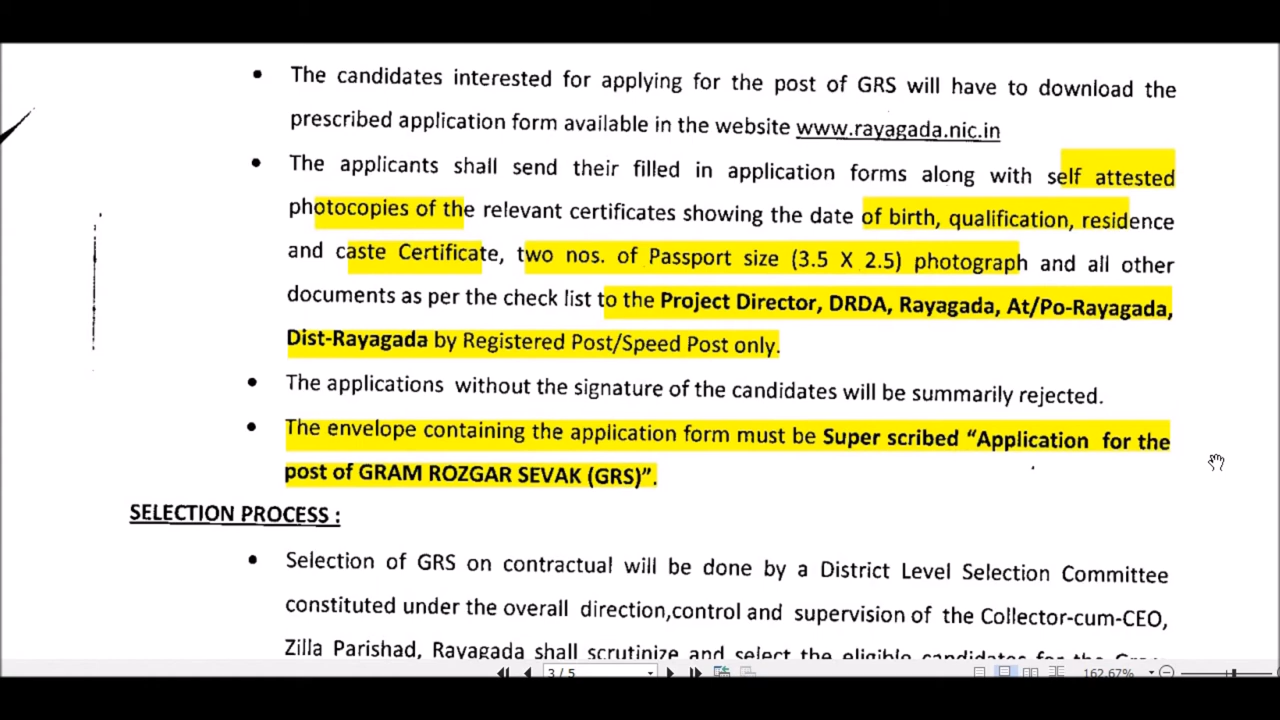 • The candidates interested for applying for the post of GRS will have to download the
prescribed application form available in the website www.rayagada.nic.in
• The applicants shall send their filled in application forms along with self attested
photocopies of the relevant certificates showing the date of birth, qualification, residence
and caste Certificate, two nos. of Passport size (3.5 X 2.5) photograph and all other
documents as per the check list to the Project Director, DRDA, Rayagada, At/Po-Rayagada,
Dist-Rayagada by Registered Post/Speed Post only.
• The applications without the signature of the candidates will be summarily rejected.
• The envelope containing the application form must be Super scribed “Application for the
post of GRAM ROZGAR SEVAK (GRS)”.
SELECTION PROCESS :
• Selection of GRS on contractual will be done by a District Level Selection Committee
constituted under the overall direction,control and supervision of the Collector-cum-CEO,
Zilla Parishad, Rayagada shall scrutinize and select the eligible candidates for the
3 / 5
162.67%